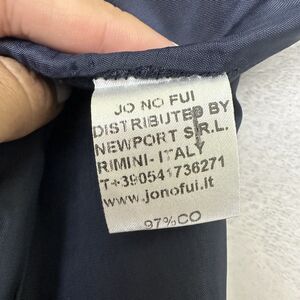 JO NO FUI
DISTRIBUTED BY
NEWPORT S.R.L.
RIMINI- ITALY
T+390541736271
www.jonofui.it
97%CO